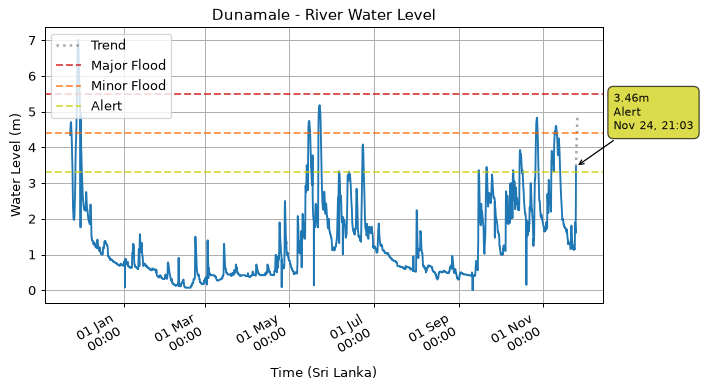 Dunamale - River Water Level
Trend
Major Flood
Minor Flood
Alert
3.46m
Alert
Nov 24, 21:03
Water Level (m)
7
6
5
4
3
2
1
0
01 Jan
00:00
01 Mar
00:00
01 May
00:00
01 Jul
00:00
01 Sep
00:00
01 Nov
00:00
Time (Sri Lanka)